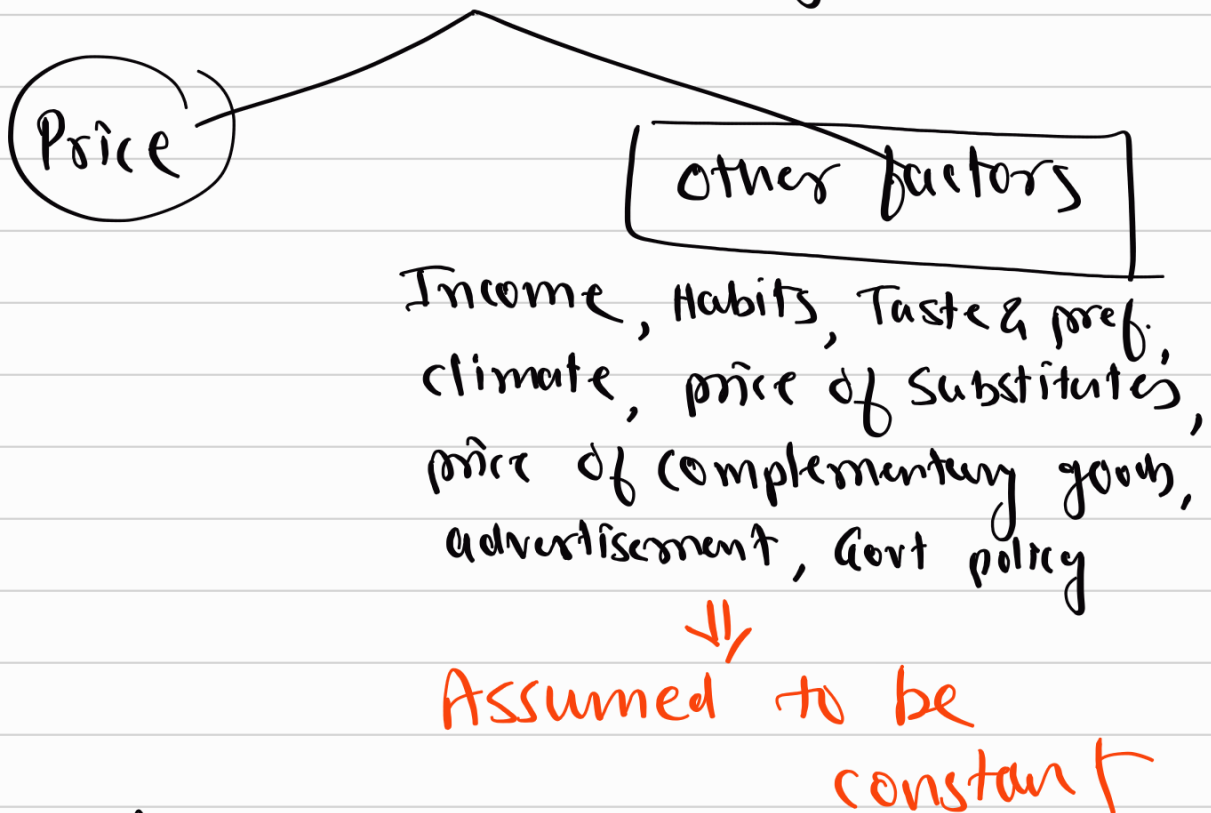 Price
Other factors
Income, Habits, Taste & pref.,
climate, price of substitutes,
price of complementary goods,
advertisement, Govt policy
⇓
Assumed to be
constant